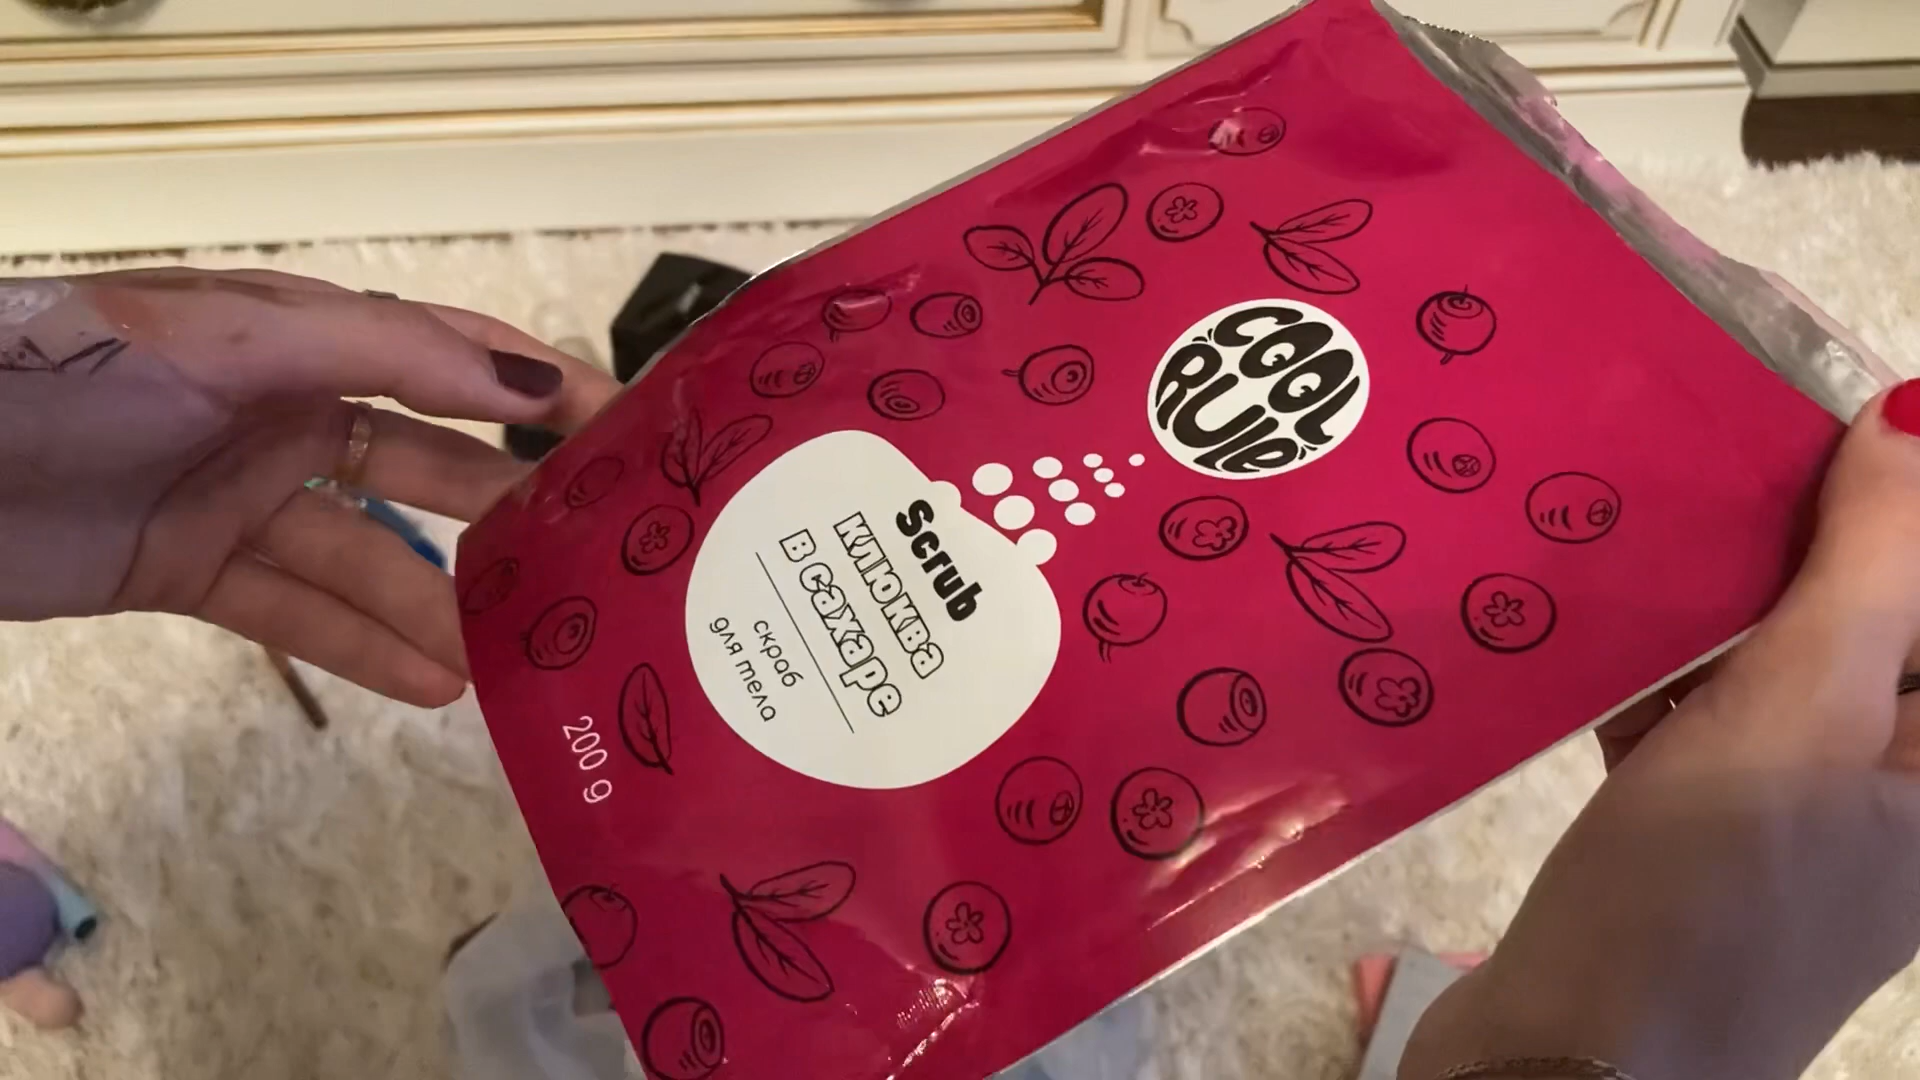 COOL
RULE
Scrub
клюква
в сахаре
скраб
для тела
200 g